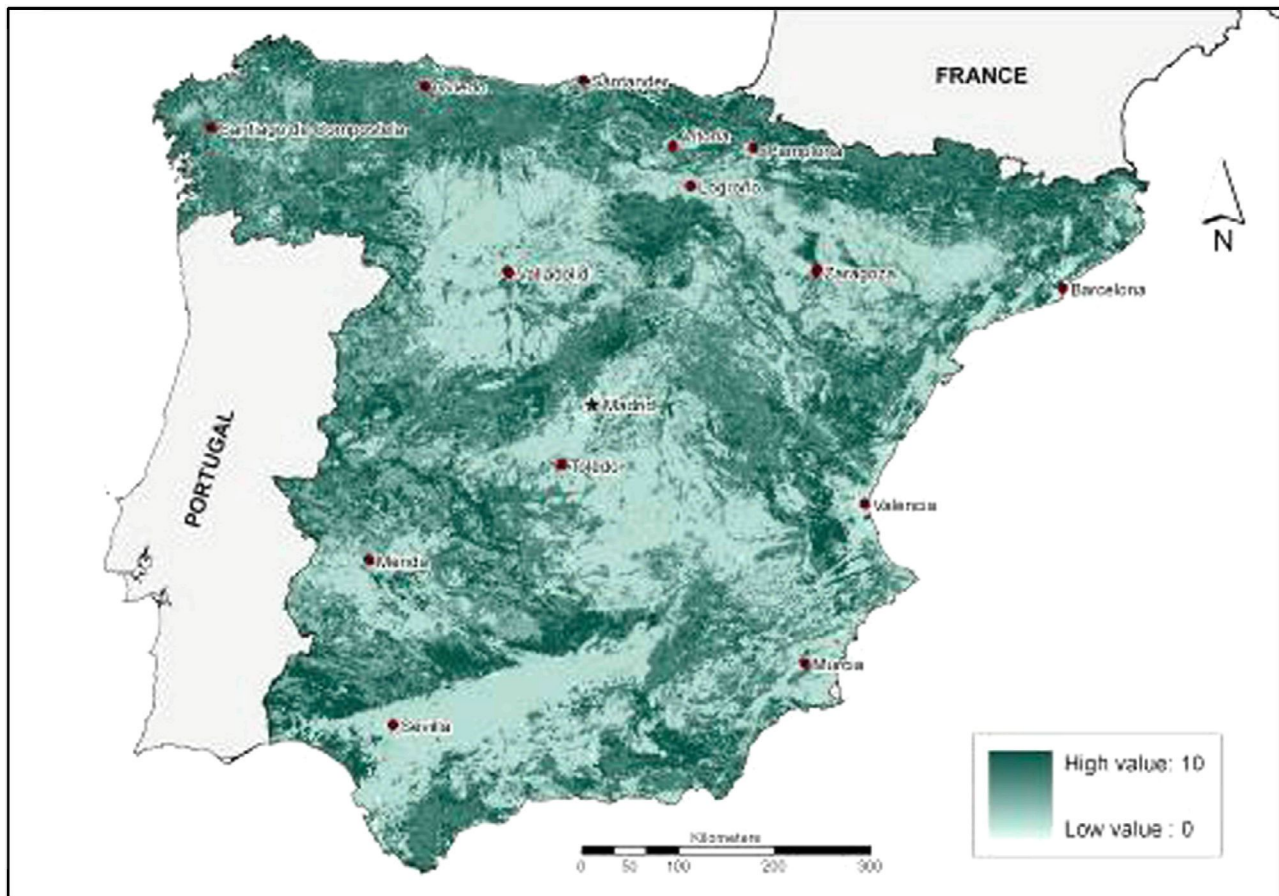 FRANCE
Oviedo
Santander
Santiago de Compostela
Vitoria
Pamplona
Logroño
N
Valladolid
Zaragoza
Barcelona
Madrid
PORTUGAL
Toledo
Valencia
Merida
Murcia
Sevilla
High value: 10
Low value : 0
Kilometers
0 50 100 200 300